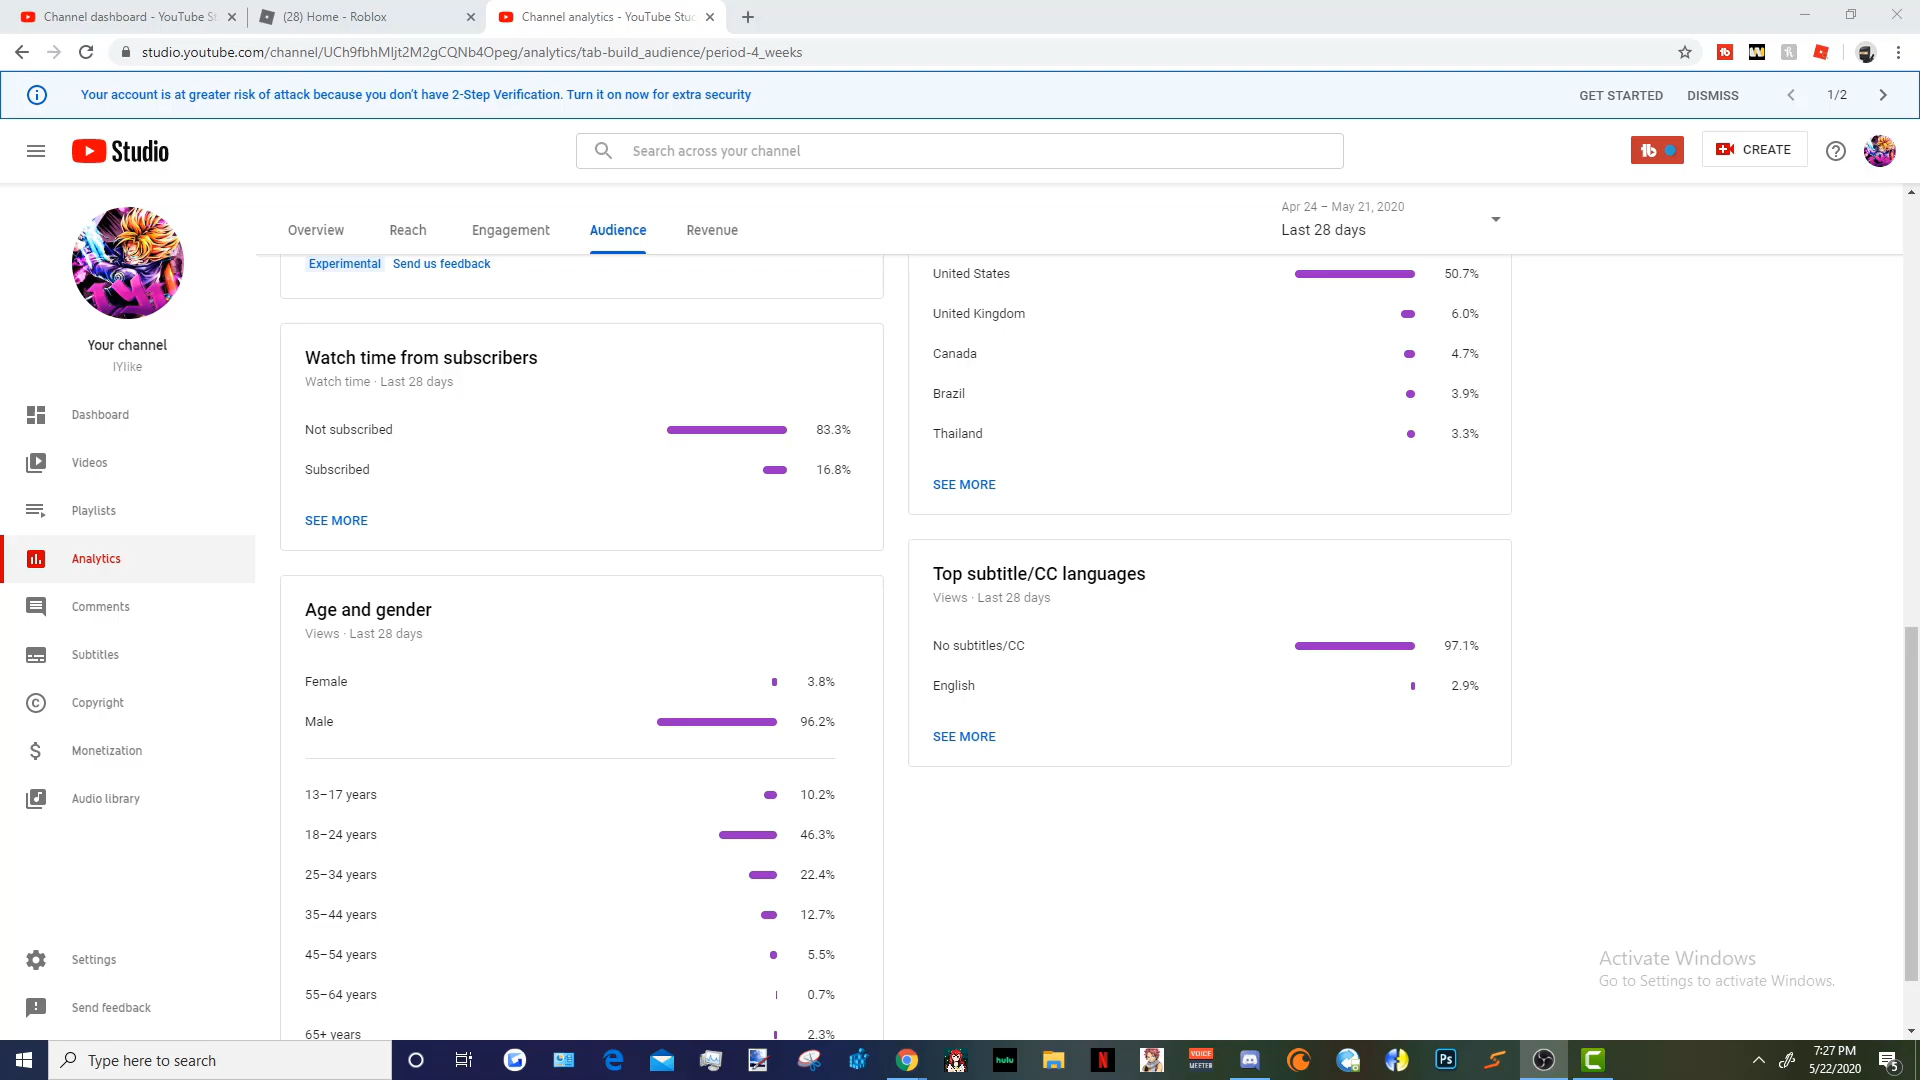 Channel dashboard - YouTube St
(28) Home - Roblox
Channel analytics - YouTube Stud
studio.youtube.com/channel/UCh9fbhMljt2M2gCQNb4Opeg/analytics/tab-build_audience/period-4_weeks
Your account is at greater risk of attack because you don't have 2-Step Verification. Turn it on now for extra security
GET STARTED
DISMISS
1/2
Studio
Search across your channel
CREATE
Your channel
IYIike
Dashboard
Videos
Playlists
Analytics
Comments
Subtitles
Copyright
Monetization
Audio library
Settings
Send feedback
Overview
Reach
Engagement
Audience
Revenue
Apr 24 – May 21, 2020
Last 28 days
Experimental Send us feedback
Watch time from subscribers
Watch time · Last 28 days
Not subscribed 83.3%
Subscribed 16.8%
SEE MORE
Age and gender
Views · Last 28 days
Female 3.8%
Male 96.2%
13–17 years 10.2%
18–24 years 46.3%
25–34 years 22.4%
35–44 years 12.7%
45–54 years 5.5%
55–64 years 0.7%
65+ years 2.3%
United States 50.7%
United Kingdom 6.0%
Canada 4.7%
Brazil 3.9%
Thailand 3.3%
SEE MORE
Top subtitle/CC languages
Views · Last 28 days
No subtitles/CC 97.1%
English 2.9%
SEE MORE
Activate Windows
Go to Settings to activate Windows.
Type here to search
hulu
VOICE
MEETER
Ps
7:27 PM
5/22/2020
5